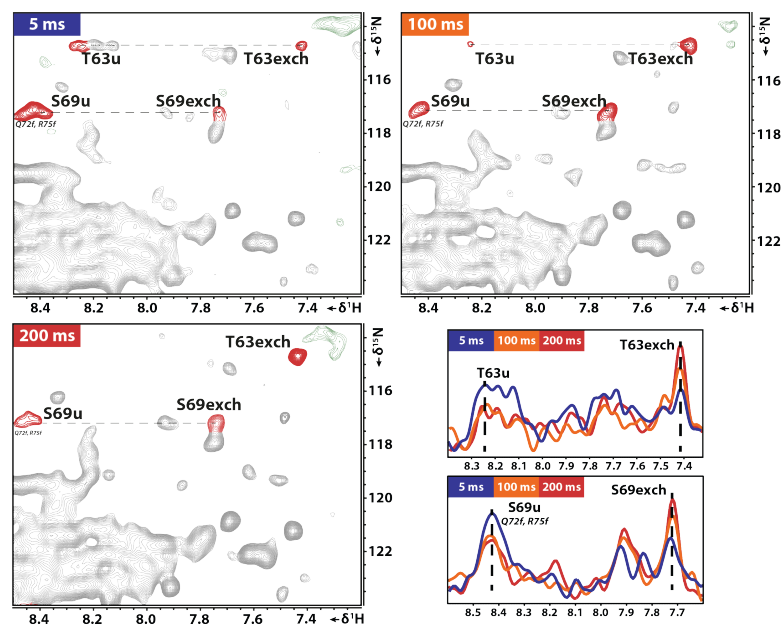 5 ms
T63u
T63exch
S69u
S69exch
Q72f, R75f
116
118
120
122
δ¹⁵N
8.4 8.2 8.0 7.8 7.6 7.4 δ¹H
100 ms
T63u
T63exch
S69u
S69exch
Q72f, R75f
116
118
120
122
δ¹⁵N
8.4 8.2 8.0 7.8 7.6 7.4 δ¹H
200 ms
T63exch
S69u
S69exch
Q72f, R75f
116
118
120
122
δ¹⁵N
8.4 8.2 8.0 7.8 7.6 7.4 δ¹H
5 ms 100 ms 200 ms
T63u
T63exch
8.3 8.2 8.1 8.0 7.9 7.8 7.7 7.6 7.5 7.4
5 ms 100 ms 200 ms
S69u
Q72f, R75f
S69exch
8.5 8.4 8.3 8.2 8.1 8.0 7.9 7.8 7.7